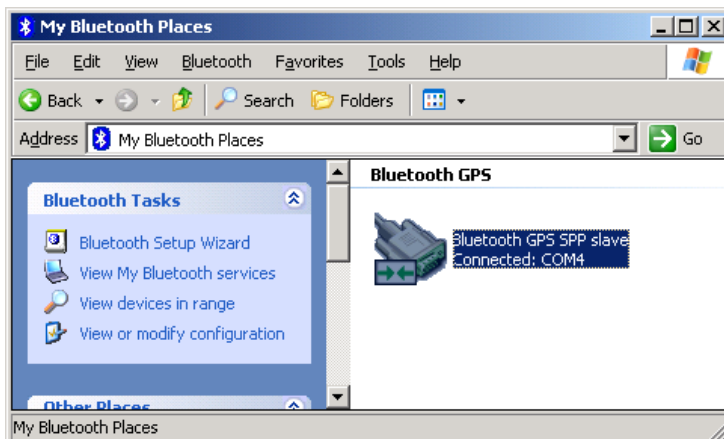 My Bluetooth Places
File Edit View Bluetooth Favorites Tools Help
Back Search Folders
Address My Bluetooth Places Go
Bluetooth Tasks
Bluetooth Setup Wizard
View My Bluetooth services
View devices in range
View or modify configuration
Other Places
Bluetooth GPS
Bluetooth GPS SPP slave
Connected: COM4
My Bluetooth Places